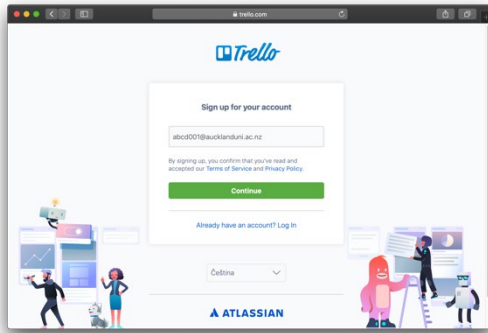 trello.com
Trello
Sign up for your account
abcd001@aucklanduni.ac.nz
By signing up, you confirm that you've read and
accepted our Terms of Service and Privacy Policy.
Continue
Already have an account? Log In
Čeština
ATLASSIAN